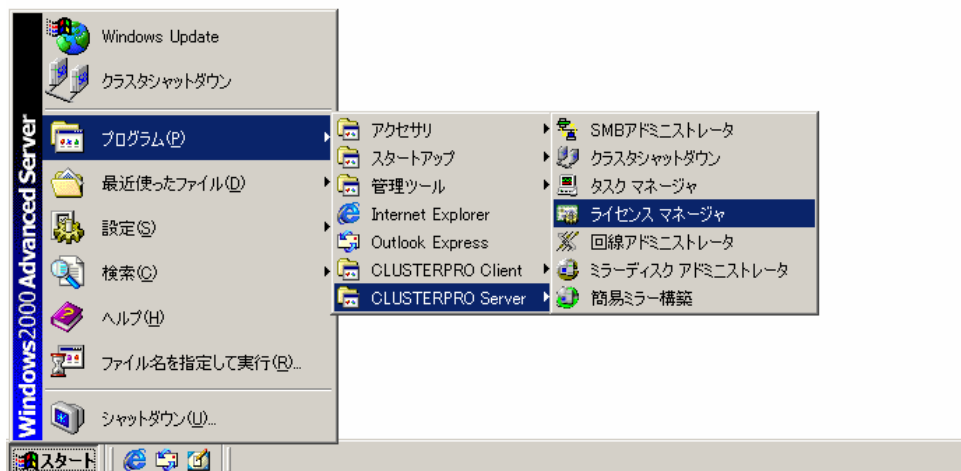 Windows2000 Advanced Server
Windows Update
クラスタシャットダウン
プログラム(P)
最近使ったファイル(D)
設定(S)
検索(C)
ヘルプ(H)
ファイル名を指定して実行(R)...
シャットダウン(U)...
アクセサリ
スタートアップ
管理ツール
Internet Explorer
Outlook Express
CLUSTERPRO Client
CLUSTERPRO Server
SMBアドミニストレータ
クラスタシャットダウン
タスク マネージャ
ライセンス マネージャ
回線アドミニストレータ
ミラーディスク アドミニストレータ
簡易ミラー構築
スタート